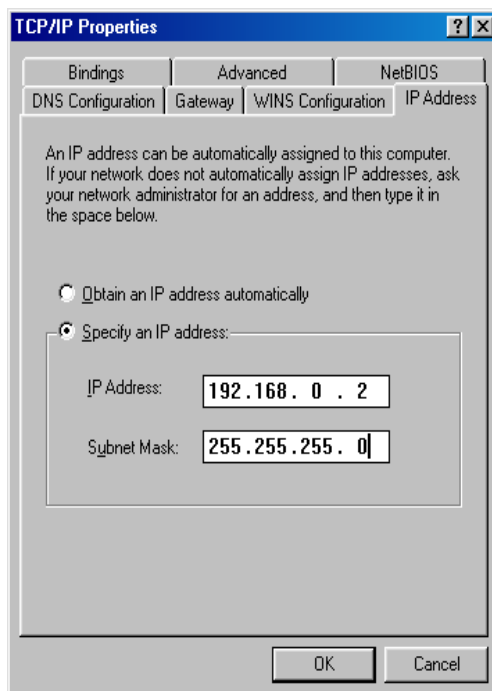 TCP/IP Properties
? X
Bindings Advanced NetBIOS
DNS Configuration Gateway WINS Configuration IP Address
An IP address can be automatically assigned to this computer.
If your network does not automatically assign IP addresses, ask
your network administrator for an address, and then type it in
the space below.
Obtain an IP address automatically
Specify an IP address:
IP Address: 192.168. 0 . 2
Subnet Mask: 255.255.255. 0
OK Cancel